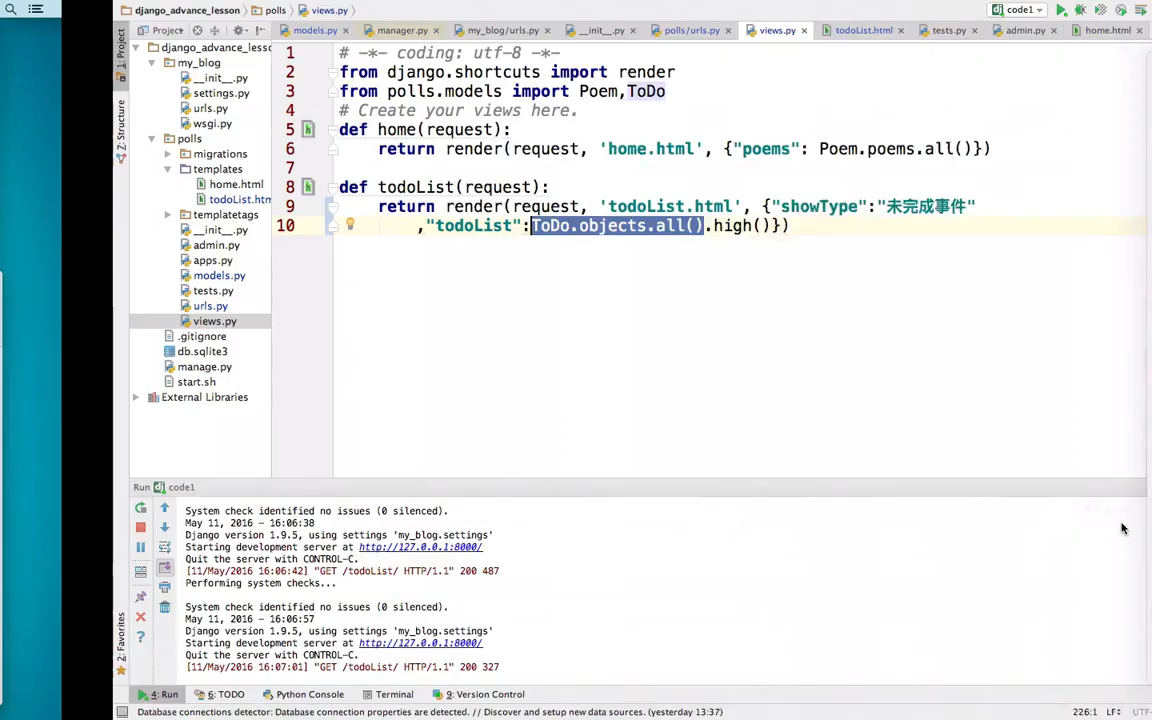 django_advance_lesson polls views.py code1
Project models.py manager.py my_blog/urls.py __init__.py polls/urls.py views.py todoList.html tests.py admin.py home.html
1: Project
Z: Structure
2: Favorites
django_advance_lesso
my_blog
__init__.py
settings.py
urls.py
wsgi.py
polls
migrations
templates
home.html
todoList.htm
templatetags
__init__.py
admin.py
apps.py
models.py
tests.py
urls.py
views.py
.gitignore
db.sqlite3
manage.py
start.sh
External Libraries
1 # -*- coding: utf-8 -*-
2 from django.shortcuts import render
3 from polls.models import Poem,ToDo
4 # Create your views here.
5 def home(request):
6 return render(request, 'home.html', {"poems": Poem.poems.all()})
7
8 def todoList(request):
9 return render(request, 'todoList.html', {"showType":"未完成事件"
10 ,"todoList":ToDo.objects.all().high()})
Run code1
System check identified no issues (0 silenced).
May 11, 2016 - 16:06:38
Django version 1.9.5, using settings 'my_blog.settings'
Starting development server at http://127.0.0.1:8000/
Quit the server with CONTROL-C.
[11/May/2016 16:06:42] "GET /todoList/ HTTP/1.1" 200 487
Performing system checks...
System check identified no issues (0 silenced).
May 11, 2016 - 16:06:57
Django version 1.9.5, using settings 'my_blog.settings'
Starting development server at http://127.0.0.1:8000/
Quit the server with CONTROL-C.
[11/May/2016 16:07:01] "GET /todoList/ HTTP/1.1" 200 327
4: Run 6: TODO Python Console Terminal 9: Version Control
Database connections detector: Database connection properties are detected. // Discover and setup new data sources. (yesterday 13:37) 226:1 LF UTF-